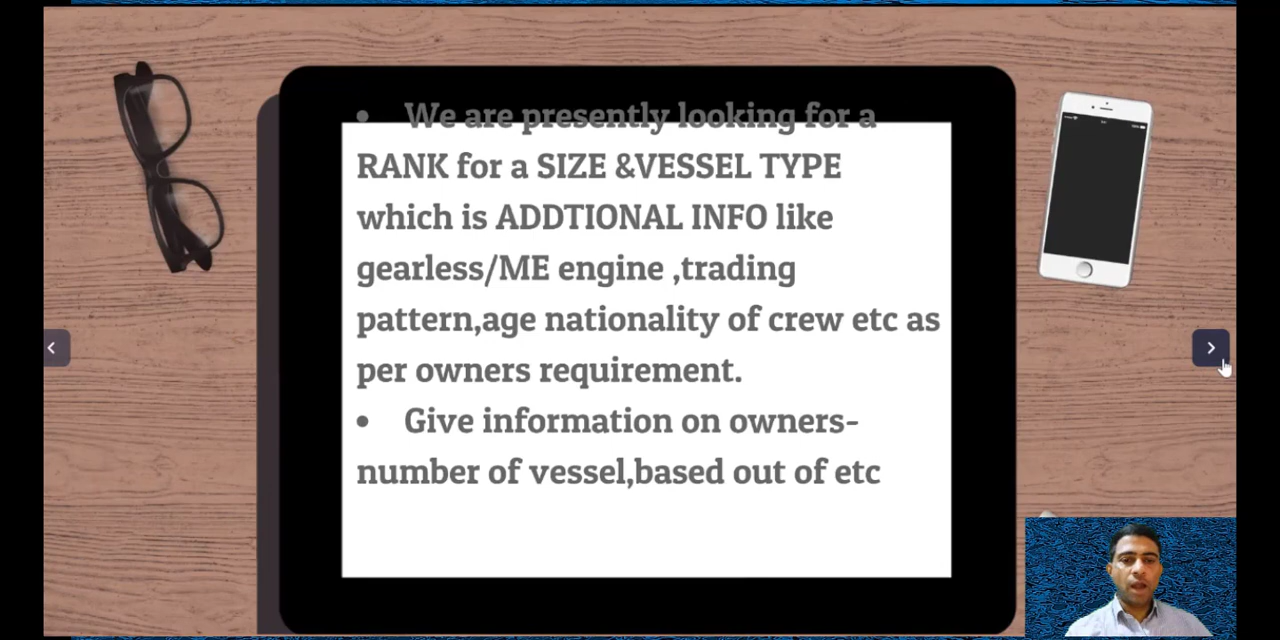 • We are presently looking for a
RANK for a SIZE &VESSEL TYPE
which is ADDTIONAL INFO like
gearless/ME engine ,trading
pattern,age nationality of crew etc as
per owners requirement.
• Give information on owners-
number of vessel,based out of etc